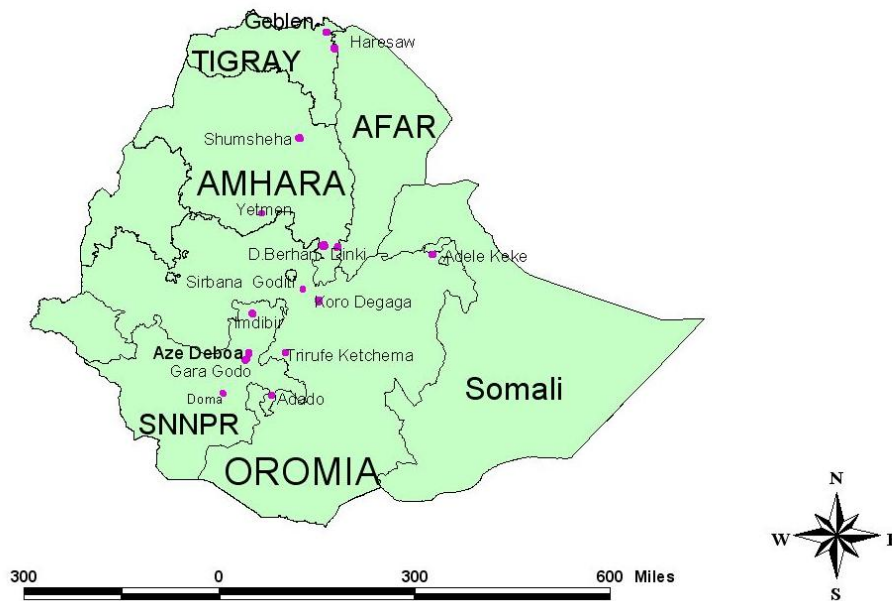 Geblen
Haresaw
TIGRAY
AFAR
Shumsheha
AMHARA
Yetmen
D.Berhan Dinki
Adele Keke
Sirbana Goditi
Koro Degaga
Imdibir
Aze Deboa
Trirufe Ketchema
Gara Godo
Somali
Doma
Adado
SNNPR
OROMIA
N
W
E
S
300 0 300 600 Miles